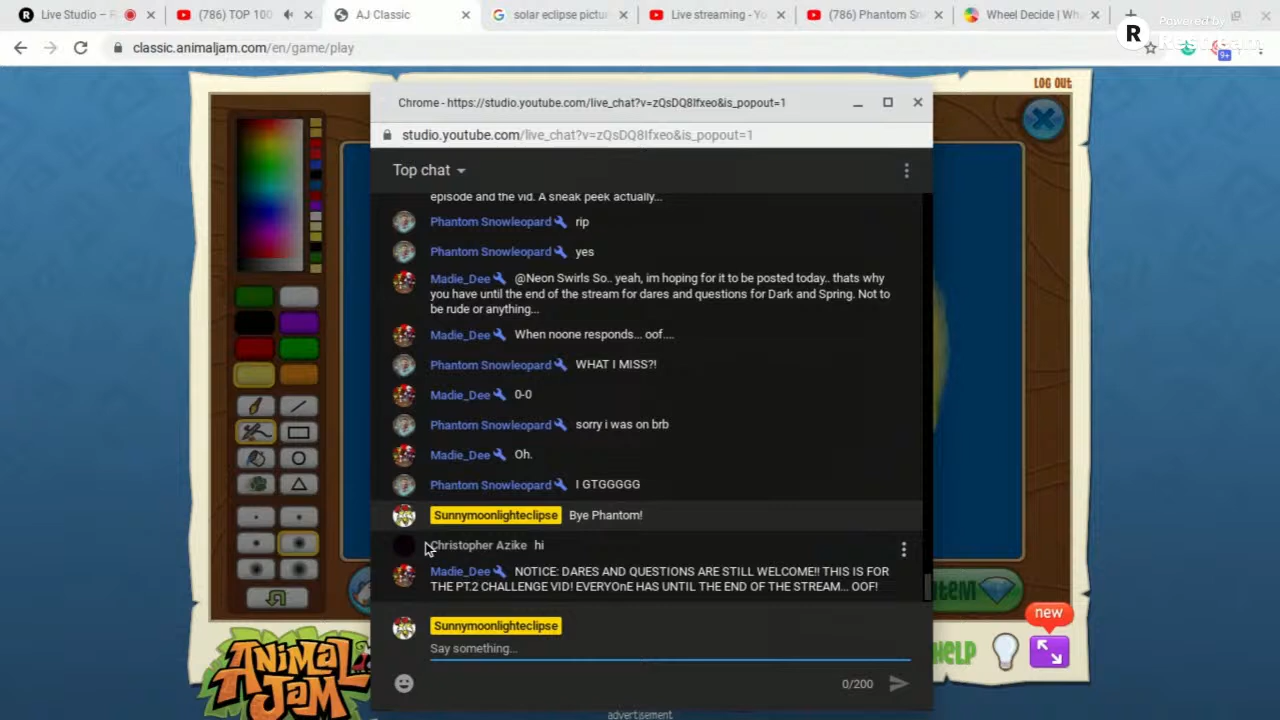 Live Studio – R
(786) TOP 100
AJ Classic
solar eclipse pictur
Live streaming - Yo
(786) Phantom Sn
Wheel Decide | Wh
Powered by
Restream
classic.animaljam.com/en/game/play
9+
LOG OUT
Chrome - https://studio.youtube.com/live_chat?v=zQsDQ8Ifxeo&is_popout=1
studio.youtube.com/live_chat?v=zQsDQ8Ifxeo&is_popout=1
Top chat
episode and the vid. A sneak peek actually...
Phantom Snowleopard rip
Phantom Snowleopard yes
Madie_Dee @Neon Swirls So.. yeah, im hoping for it to be posted today.. thats why
you have until the end of the stream for dares and questions for Dark and Spring. Not to
be rude or anything...
Madie_Dee When noone responds... oof....
Phantom Snowleopard WHAT I MISS?!
Madie_Dee 0-0
Phantom Snowleopard sorry i was on brb
Madie_Dee Oh.
Phantom Snowleopard I GTGGGGG
Sunnymoonlighteclipse Bye Phantom!
Christopher Azike hi
Madie_Dee NOTICE: DARES AND QUESTIONS ARE STILL WELCOME!! THIS IS FOR
THE PT.2 CHALLENGE VID! EVERYOnE HAS UNTIL THE END OF THE STREAM... OOF!
Sunnymoonlighteclipse
Say something...
0/200
ITEM
new
HELP
ANIMAL
JAM
advertisement